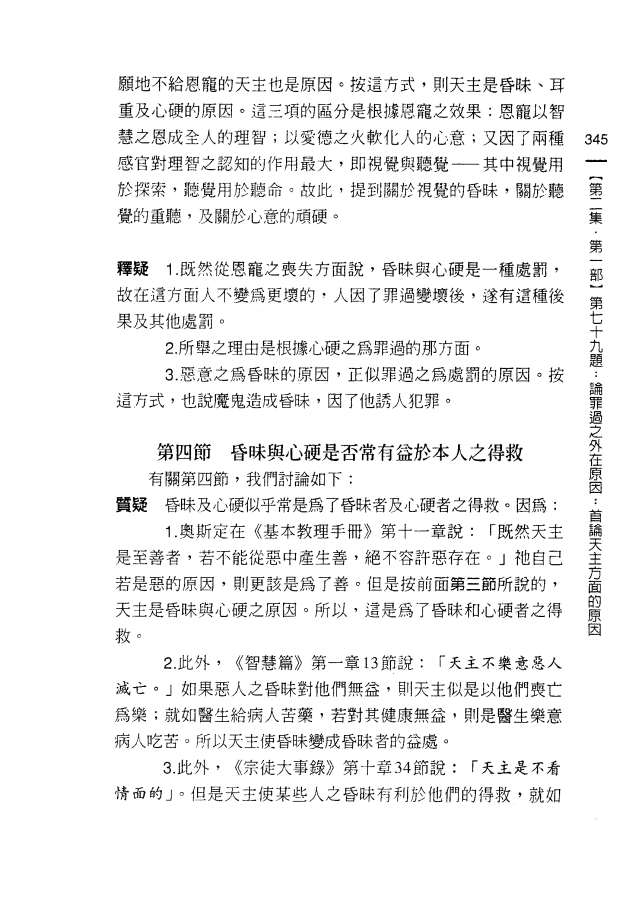 願地不給恩寵的天主也是原因。按這方式，則天主是昏昧、耳
重及心硬的原因。這三項的區分是根據恩寵之效果：恩寵以智
慧之恩成全人的理智；以愛德之火軟化人的心意；又因了兩種
感官對理智之認知的作用最大，即視覺與聽覺——其中視覺用
於探索，聽覺用於聽命。故此，提到關於視覺的昏昧，關於聽
覺的重聽，及關於心意的頑硬。
釋疑　1.既然從恩寵之喪失方面說，昏昧與心硬是一種處罰，
故在這方面人不變爲更壞的，人因了罪過變壞後，遂有這種後
果及其他處罰。
2.所舉之理由是根據心硬之爲罪過的那方面。
3.惡意之爲昏昧的原因，正似罪過之爲處罰的原因。按
這方式，也說魔鬼造成昏昧，因了他誘人犯罪。
第四節　昏昧與心硬是否常有益於本人之得救
有關第四節，我們討論如下：
質疑　昏昧及心硬似乎常是爲了昏昧者及心硬者之得救。因爲：
1.奧斯定在《基本教理手冊》第十一章說：「既然天主
是至善者，若不能從惡中產生善，絕不容許惡存在。」祂自己
若是惡的原因，則更該是爲了善。但是按前面第三節所說的，
天主是昏昧與心硬之原因。所以，這是爲了昏昧和心硬者之得
救。
2.此外，《智慧篇》第一章13節說：「天主不樂意惡人
滅亡。」如果惡人之昏昧對他們無益，則天主似是以他們喪亡
爲樂；就如醫生給病人苦藥，若對其健康無益，則是醫生樂意
病人吃苦。所以天主使昏昧變成昏昧者的益處。
3.此外，《宗徒大事錄》第十章34節說：「天主是不看
情面的」。但是天主使某些人之昏昧有利於他們的得救，就如
345
【第二集．第一部】第七十九題：論罪過之外在原因：首論天主方面的原因